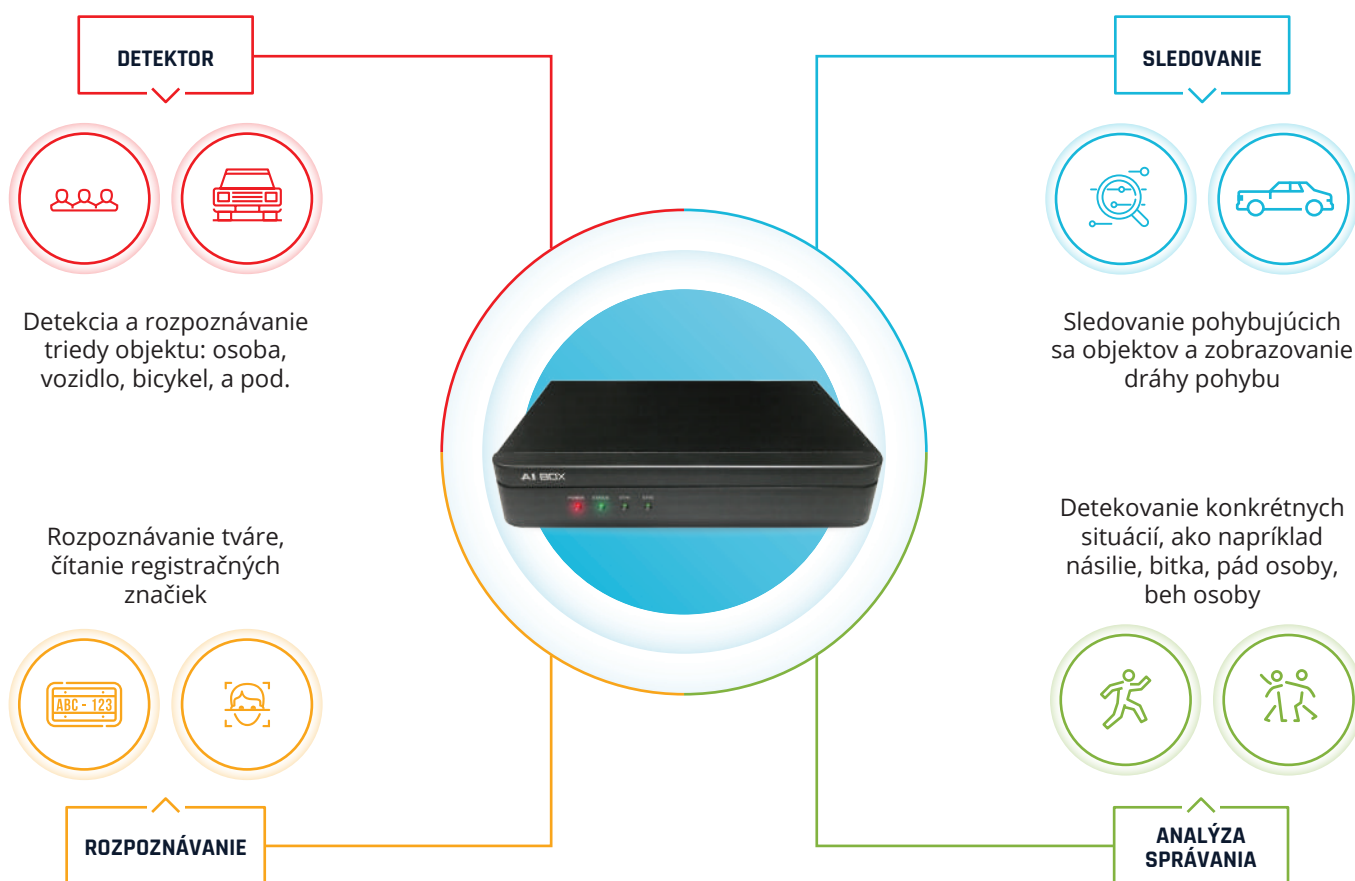 DETEKTOR
Detekcia a rozpoznávanie
triedy objektu: osoba,
vozidlo, bicykel, a pod.
SLEDOVANIE
Sledovanie pohybujúcich
sa objektov a zobrazovanie
dráhy pohybu
AI BOX
Rozpoznávanie tváre,
čítanie registračných
značiek
ABC - 123
ROZPOZNÁVANIE
Detekovanie konkrétnych
situácií, ako napríklad
násilie, bitka, pád osoby,
beh osoby
ANALÝZA
SPRÁVANIA